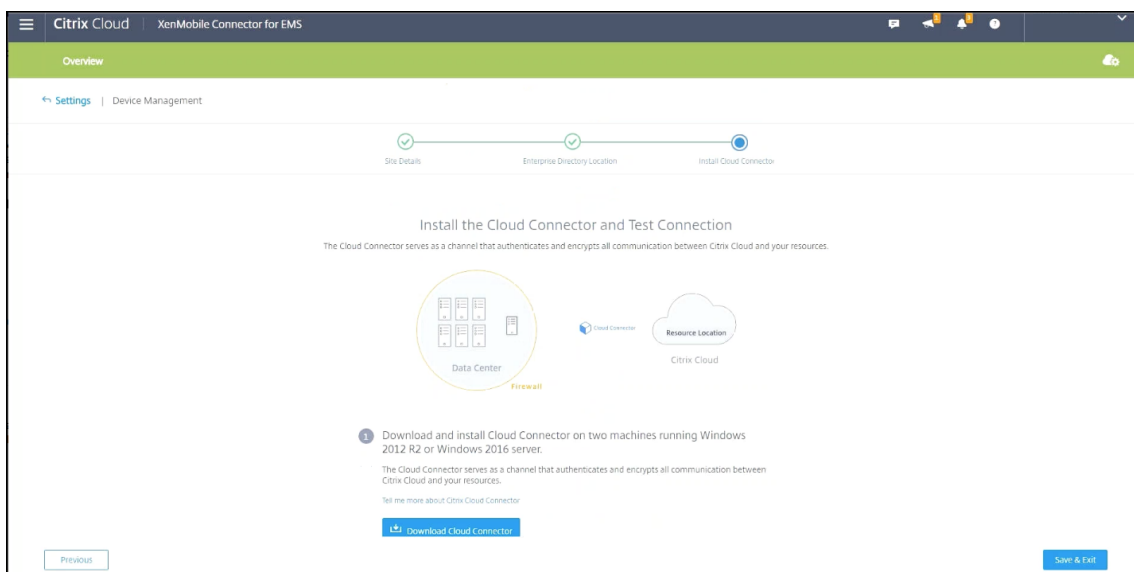 Citrix Cloud | XenMobile Connector for EMS
Overview
Settings | Device Management
Site Details Enterprise Directory Location Install Cloud Connector
Install the Cloud Connector and Test Connection
The Cloud Connector serves as a channel that authenticates and encrypts all communication between Citrix Cloud and your resources.
Cloud Connector
Resource Location
Data Center
Citrix Cloud
Firewall
1 Download and install Cloud Connector on two machines running Windows
2012 R2 or Windows 2016 server.
The Cloud Connector serves as a channel that authenticates and encrypts all communication between
Citrix Cloud and your resources.
Tell me more about Citrix Cloud Connector
Download Cloud Connector
Previous
Save & Exit